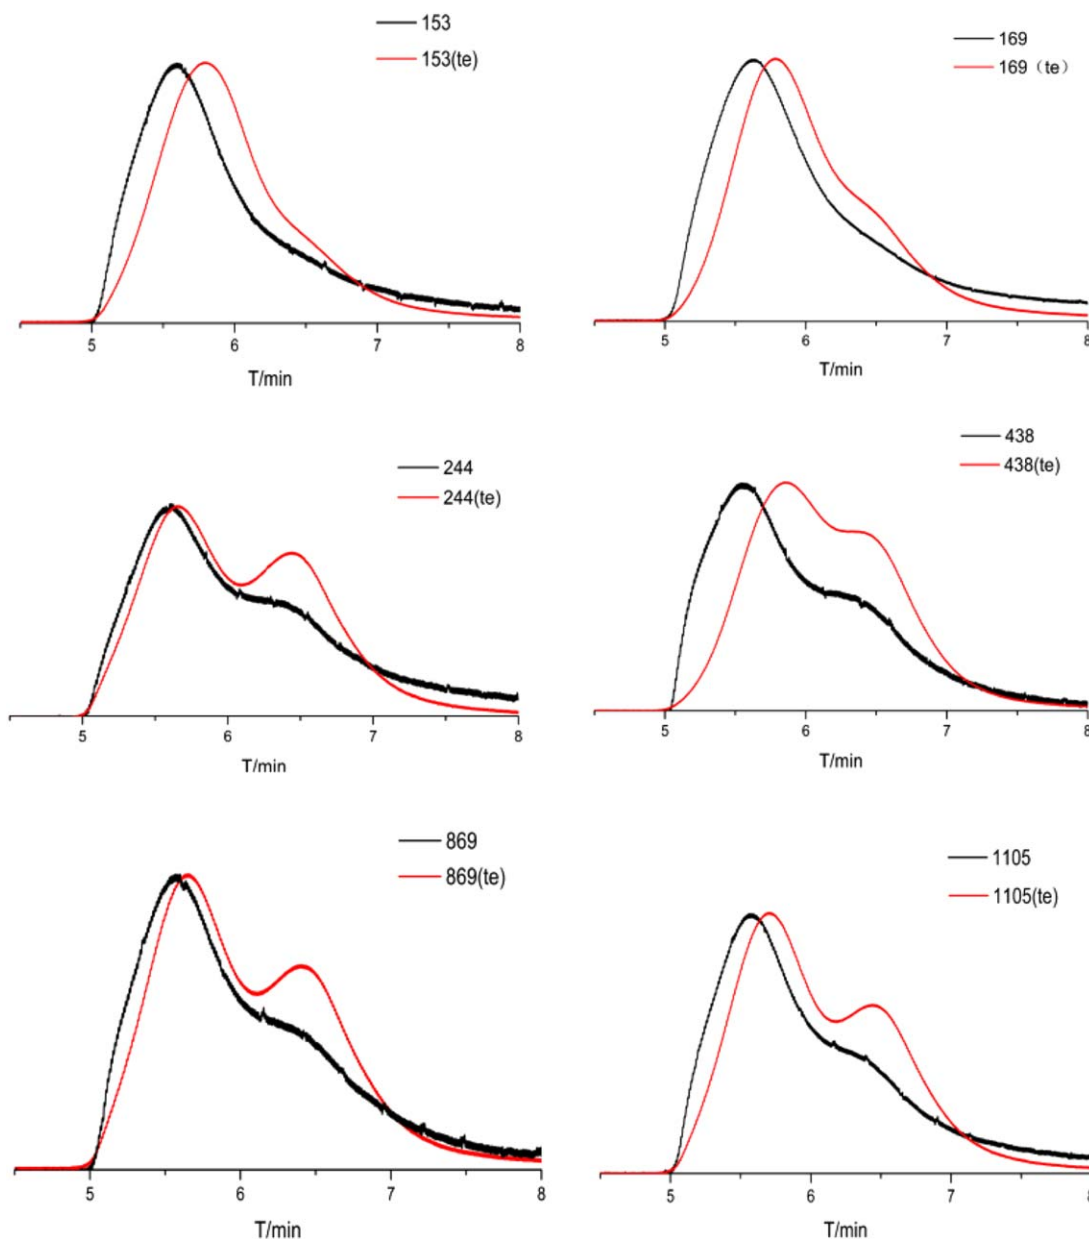 153
153(te)
5 6 7 8
T/min
169
169（te）
5 6 7 8
T/min
244
244(te)
5 6 7 8
T/min
438
438(te)
5 6 7 8
T/min
869
869(te)
5 6 7 8
T/min
1105
1105(te)
5 6 7 8
T/min